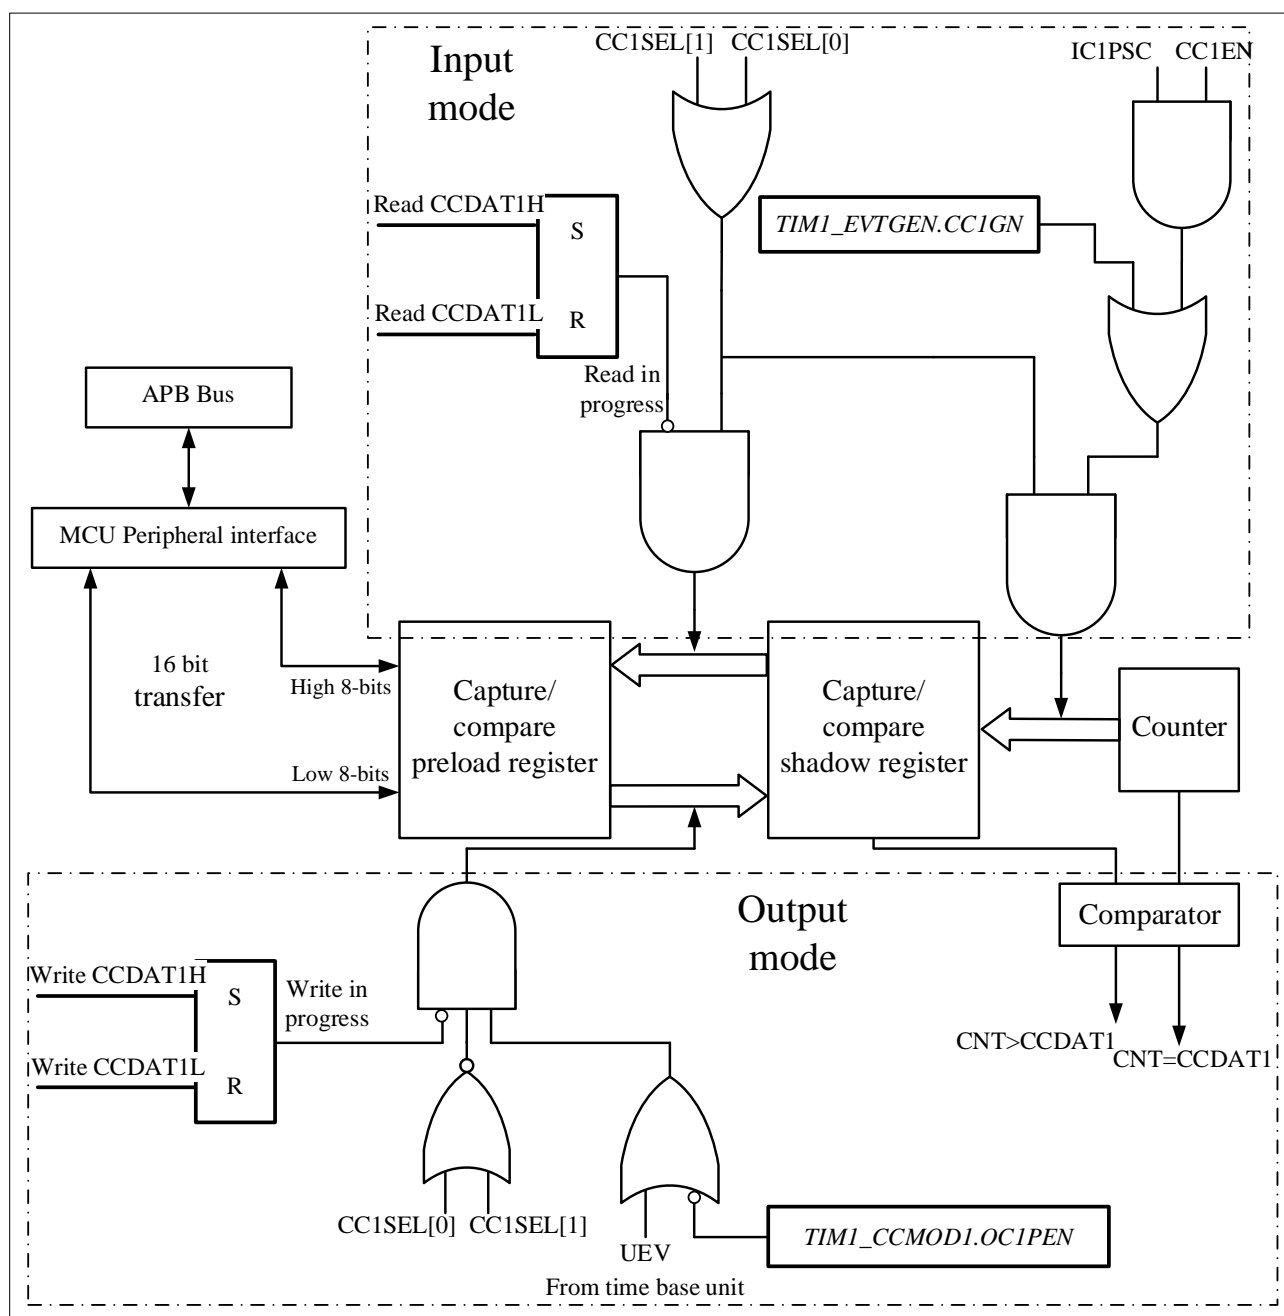 Input
mode
CC1SEL[1]
CC1SEL[0]
IC1PSC
CC1EN
Read CCDAT1H
S
TIM1_EVTGEN.CC1GN
Read CCDAT1L
R
Read in
progress
APB Bus
MCU Peripheral interface
16 bit
transfer
High 8-bits
Low 8-bits
Capture/
compare
preload register
Capture/
compare
shadow register
Counter
Output
mode
Comparator
Write CCDAT1H
S
Write in
progress
Write CCDAT1L
R
CNT>CCDAT1
CNT=CCDAT1
CC1SEL[0]
CC1SEL[1]
UEV
TIM1_CCMOD1.OC1PEN
From time base unit